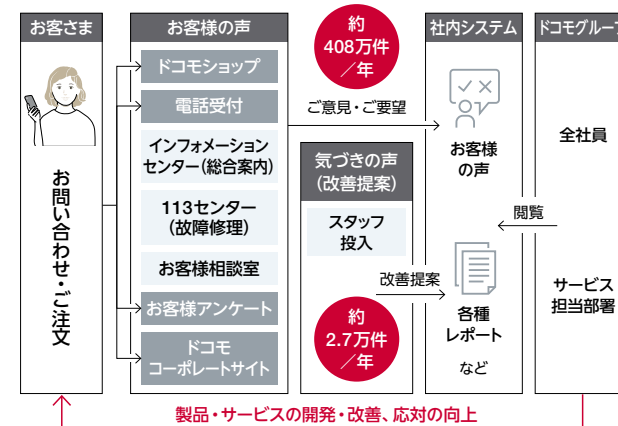 お客さま
お問い合わせ・ご注文
お客様の声
ドコモショップ
電話受付
インフォメーション
センター(総合案内)
113センター
(故障修理)
お客様相談室
お客様アンケート
ドコモ
コーポレートサイト
約
408万件
／年
ご意見・ご要望
気づきの声
(改善提案)
スタッフ
投入
改善提案
約
2.7万件
／年
社内システム
お客様
の声
各種
レポート
など
閲覧
ドコモグループ
全社員
サービス
担当部署
製品・サービスの開発・改善、応対の向上